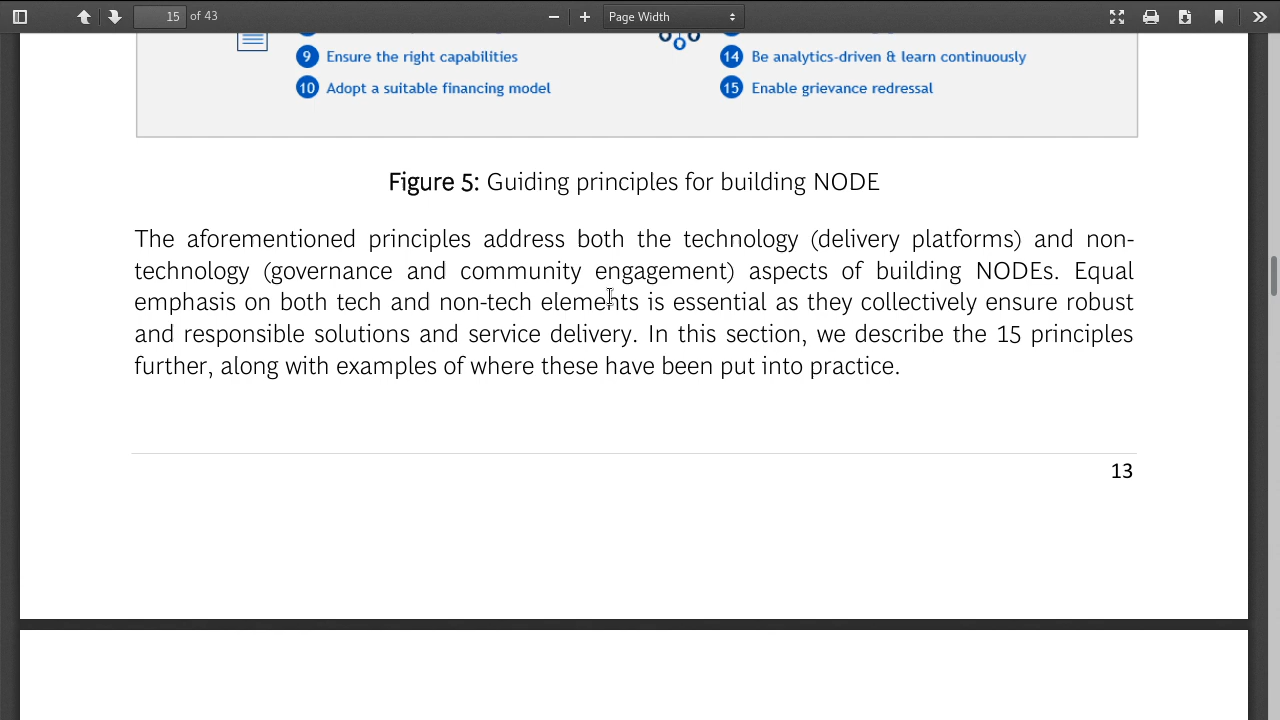 15 of 43 Page Width
9 Ensure the right capabilities
10 Adopt a suitable financing model
14 Be analytics-driven & learn continuously
15 Enable grievance redressal
Figure 5: Guiding principles for building NODE
The aforementioned principles address both the technology (delivery platforms) and non-
technology (governance and community engagement) aspects of building NODEs. Equal
emphasis on both tech and non-tech elements is essential as they collectively ensure robust
and responsible solutions and service delivery. In this section, we describe the 15 principles
further, along with examples of where these have been put into practice.
13